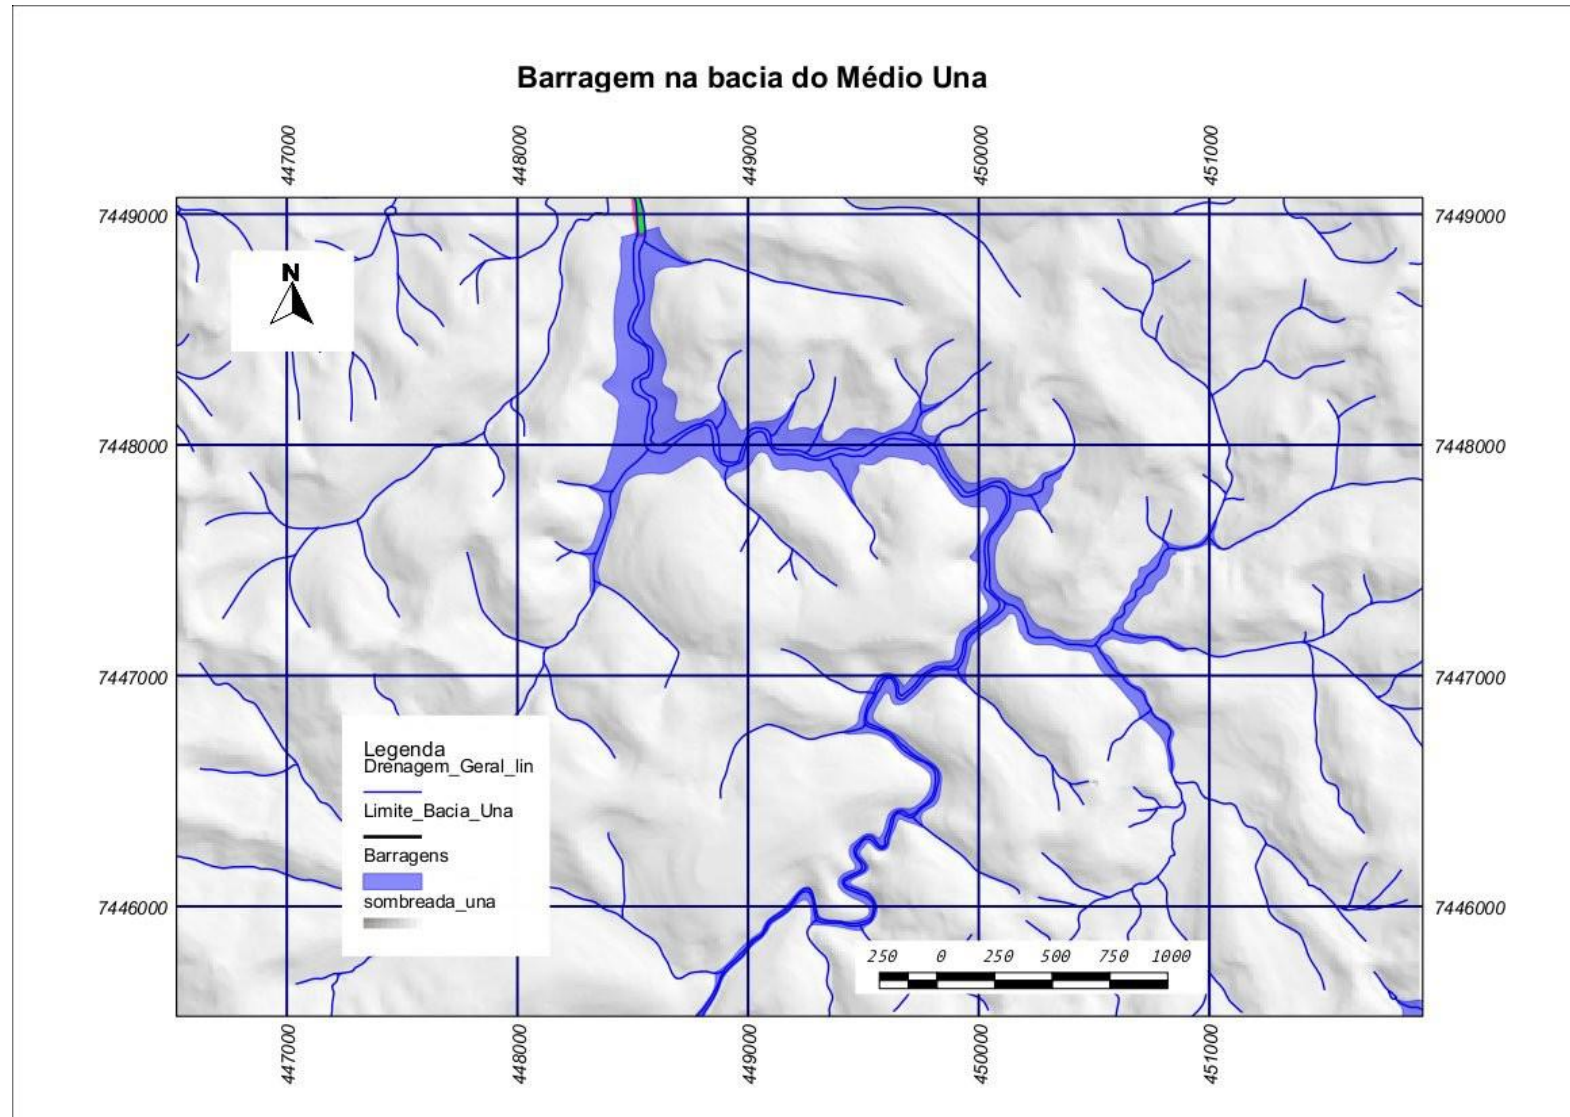 Barragem na bacia do Médio Una
447000 448000 449000 450000 451000
7449000 7449000
N
7448000 7448000
7447000 7447000
Legenda
Drenagem_Geral_lin
Limite_Bacia_Una
Barragens
sombreada_una
7446000 7446000
250 0 250 500 750 1000
447000 448000 449000 450000 451000